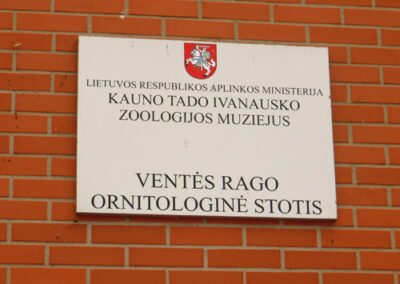 LIETUVOS RESPUBLIKOS APLINKOS MINISTERIJA
KAUNO TADO IVANAUSKO
ZOOLOGIJOS MUZIEJUS
VENTĖS RAGO
ORNITOLOGINĖ STOTIS